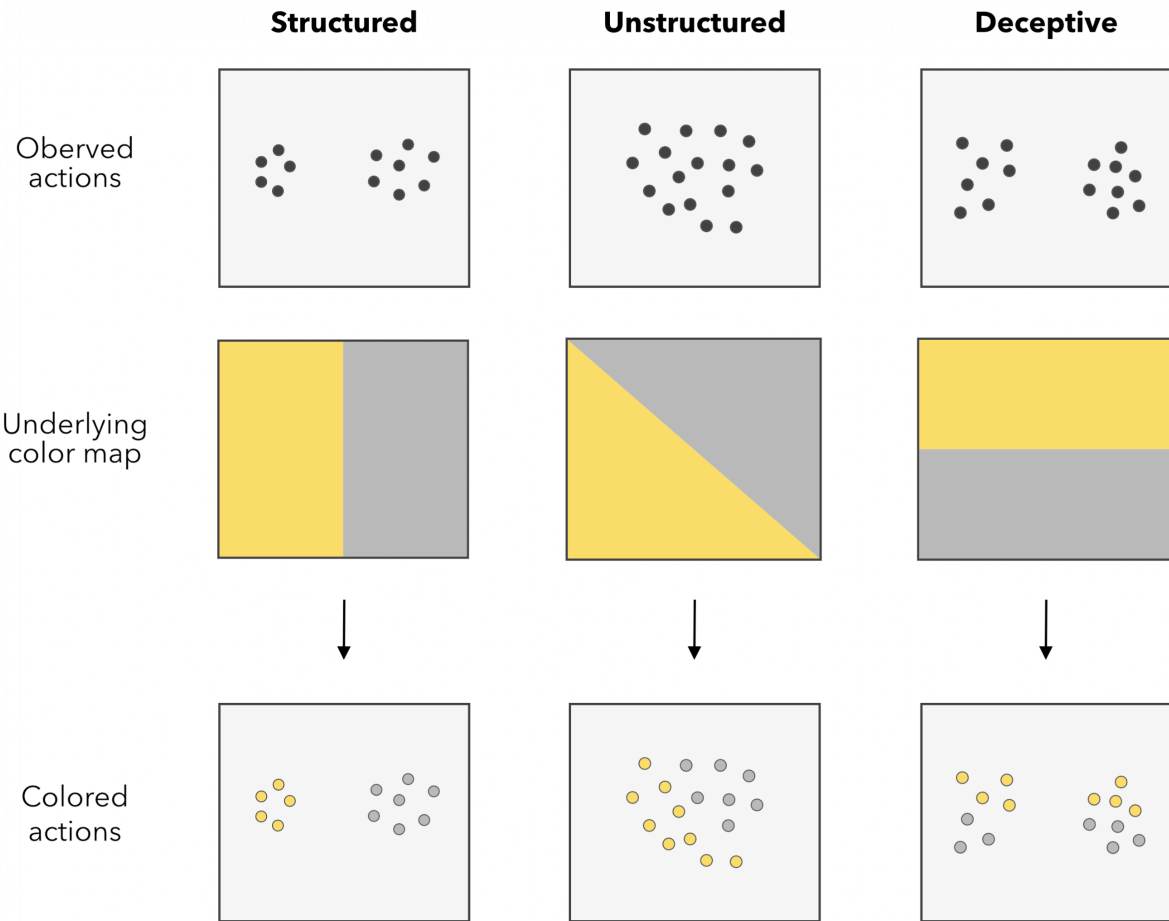 Structured
Unstructured
Deceptive
Oberved
actions
Underlying
color map
Colored
actions